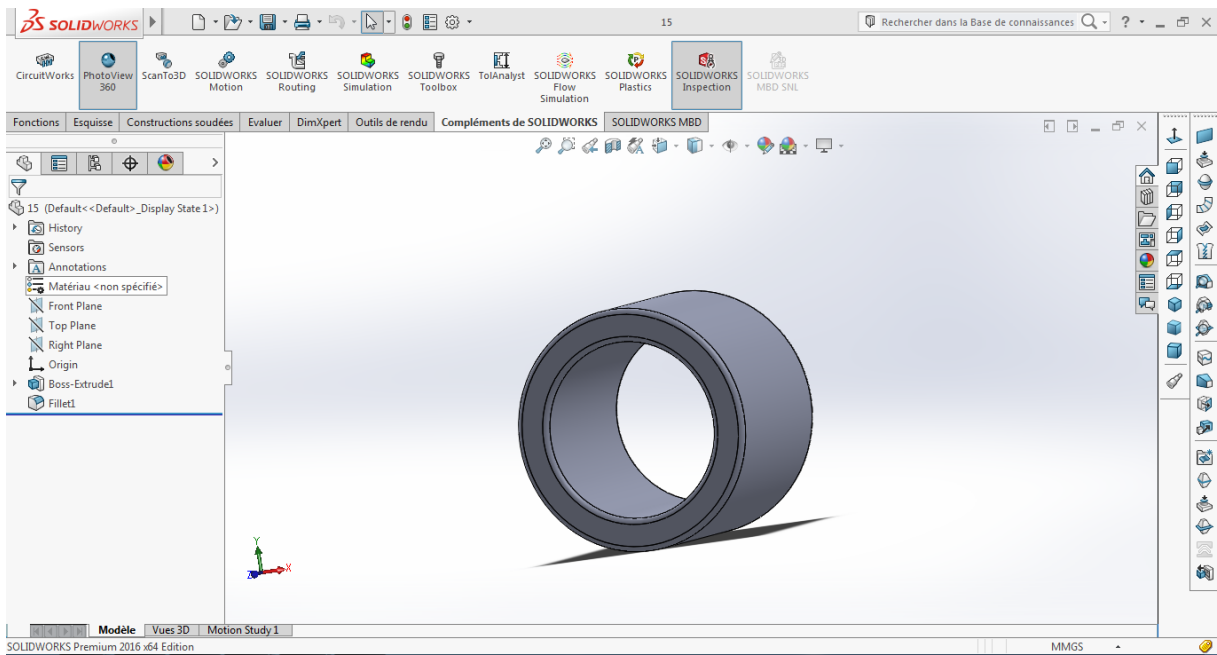 SOLIDWORKS
15
Rechercher dans la Base de connaissances
?
CircuitWorks
PhotoView 360
ScanTo3D
SOLIDWORKS Motion
SOLIDWORKS Routing
SOLIDWORKS Simulation
SOLIDWORKS Toolbox
TolAnalyst
SOLIDWORKS Flow Simulation
SOLIDWORKS Plastics
SOLIDWORKS Inspection
SOLIDWORKS MBD SNL
Fonctions Esquisse Constructions soudées Evaluer DimXpert Outils de rendu Compléments de SOLIDWORKS SOLIDWORKS MBD
15 (Default<<Default>_Display State 1>)
History
Sensors
Annotations
Matériau <non spécifié>
Front Plane
Top Plane
Right Plane
Origin
Boss-Extrude1
Fillet1
Y
Z X
Modèle Vues 3D Motion Study 1
SOLIDWORKS Premium 2016 x64 Edition MMGS